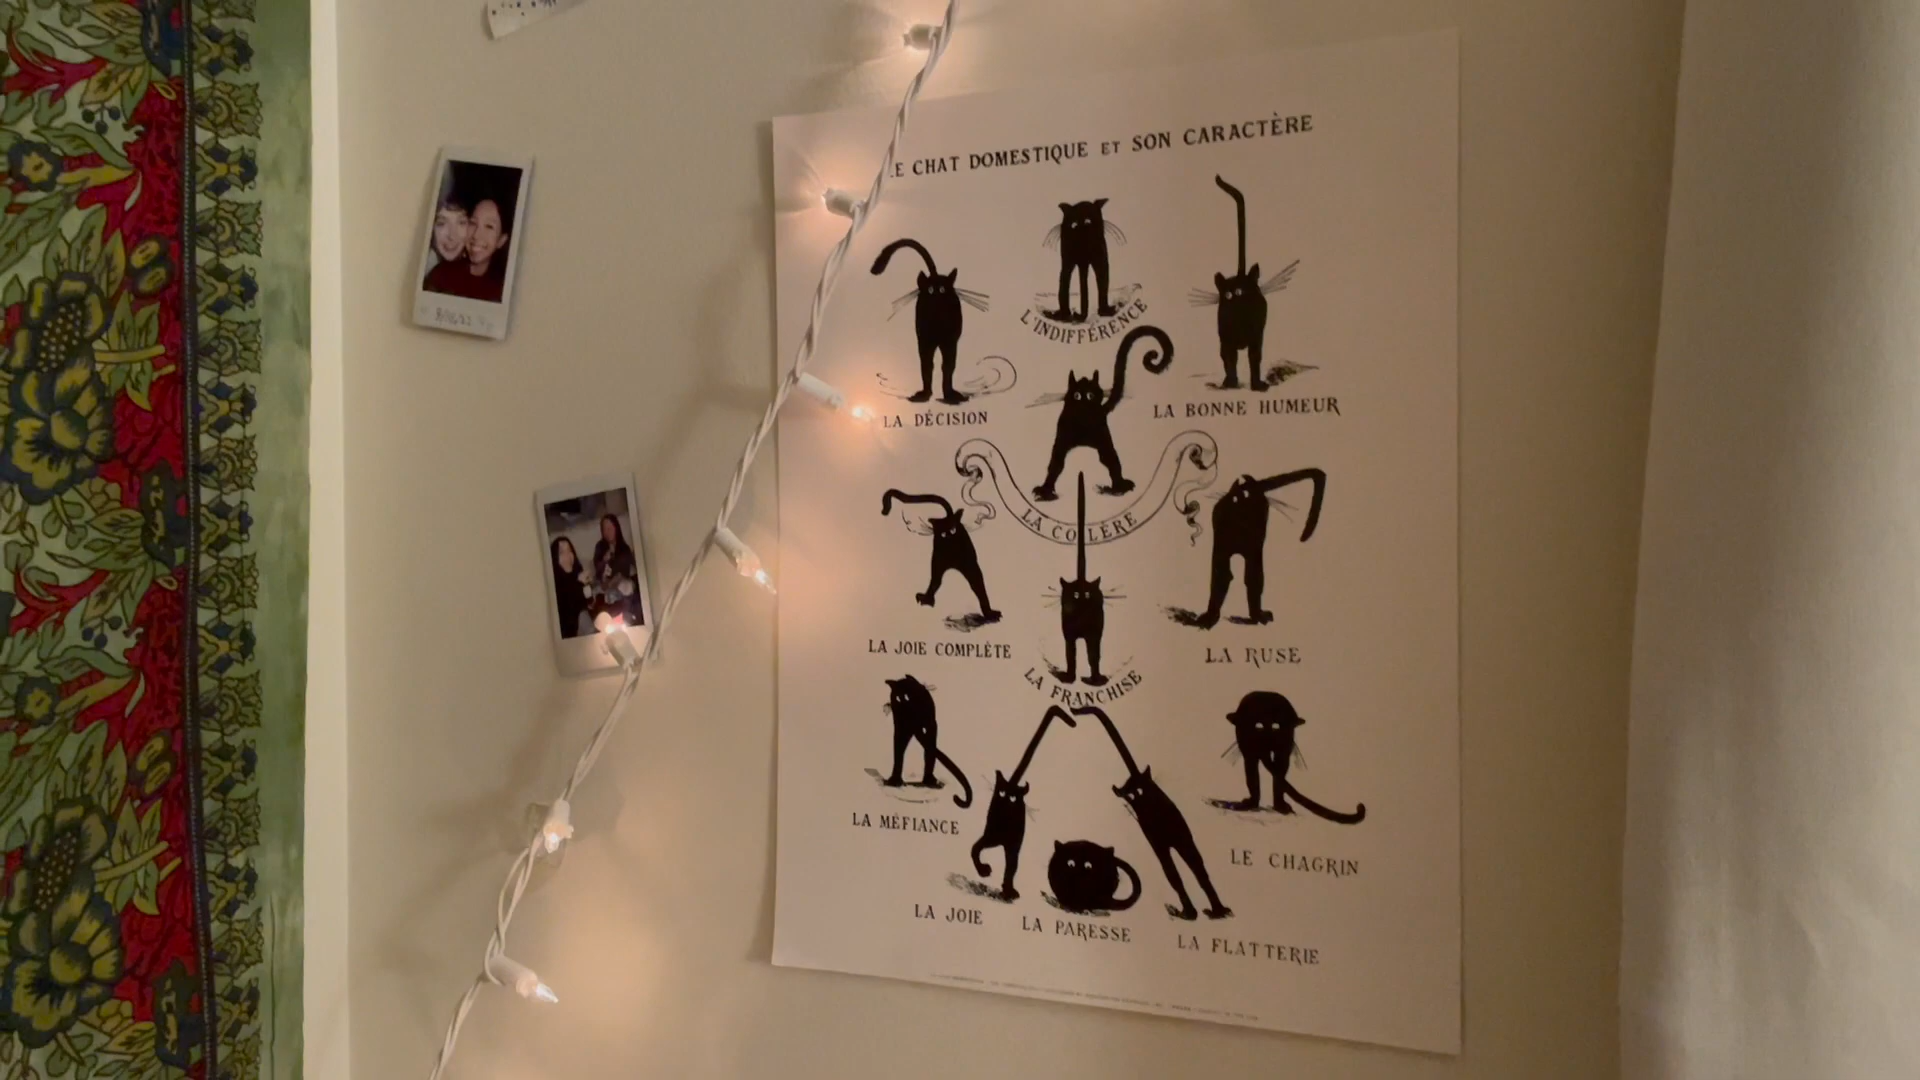 LE CHAT DOMESTIQUE ET SON CARACTÈRE
L'INDIFFÉRENCE
LA DÉCISION
LA BONNE HUMEUR
LA COLÈRE
LA JOIE COMPLÈTE
LA RUSE
LA FRANCHISE
LA MÉFIANCE
LE CHAGRIN
LA JOIE
LA PARESSE
LA FLATTERIE